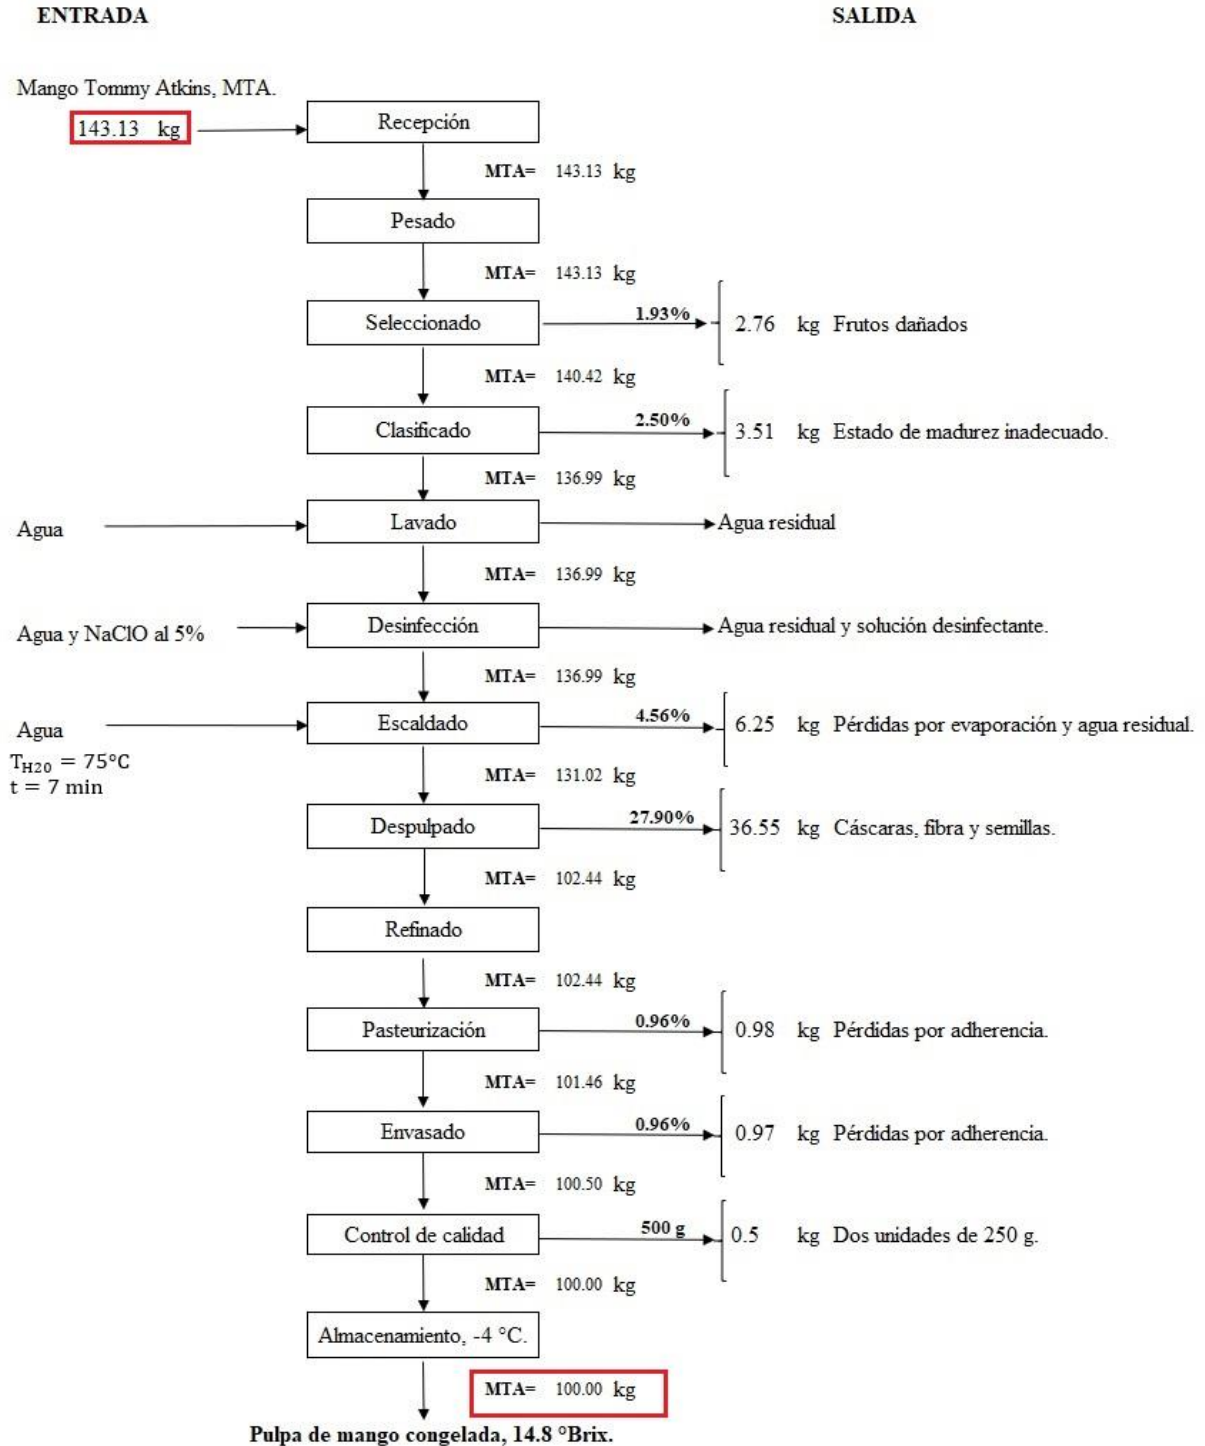 ENTRADA
SALIDA
Mango Tommy Atkins, MTA.
143.13 kg
Recepción
MTA= 143.13 kg
Pesado
MTA= 143.13 kg
Seleccionado
1.93%
2.76 kg Frutos dañados
MTA= 140.42 kg
Clasificado
2.50%
3.51 kg Estado de madurez inadecuado.
MTA= 136.99 kg
Agua
Lavado
Agua residual
MTA= 136.99 kg
Agua y NaClO al 5%
Desinfección
Agua residual y solución desinfectante.
MTA= 136.99 kg
Agua
Escaldado
4.56%
6.25 kg Pérdidas por evaporación y agua residual.
T_H20 = 75°C
t = 7 min
MTA= 131.02 kg
Despulpado
27.90%
36.55 kg Cáscaras, fibra y semillas.
MTA= 102.44 kg
Refinado
MTA= 102.44 kg
Pasteurización
0.96%
0.98 kg Pérdidas por adherencia.
MTA= 101.46 kg
Envasado
0.96%
0.97 kg Pérdidas por adherencia.
MTA= 100.50 kg
Control de calidad
500 g
0.5 kg Dos unidades de 250 g.
MTA= 100.00 kg
Almacenamiento, -4 °C.
MTA= 100.00 kg
Pulpa de mango congelada, 14.8 °Brix.